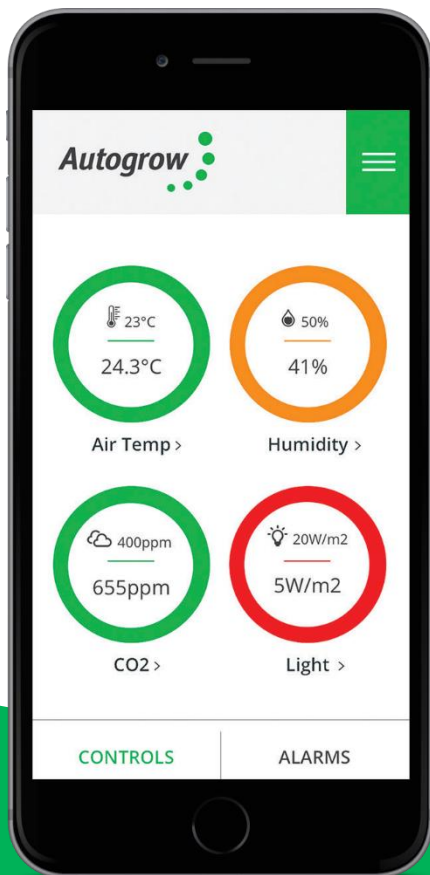 Autogrow
23°C
24.3°C
Air Temp >
50%
41%
Humidity >
400ppm
655ppm
CO2 >
20W/m2
5W/m2
Light >
CONTROLS
ALARMS